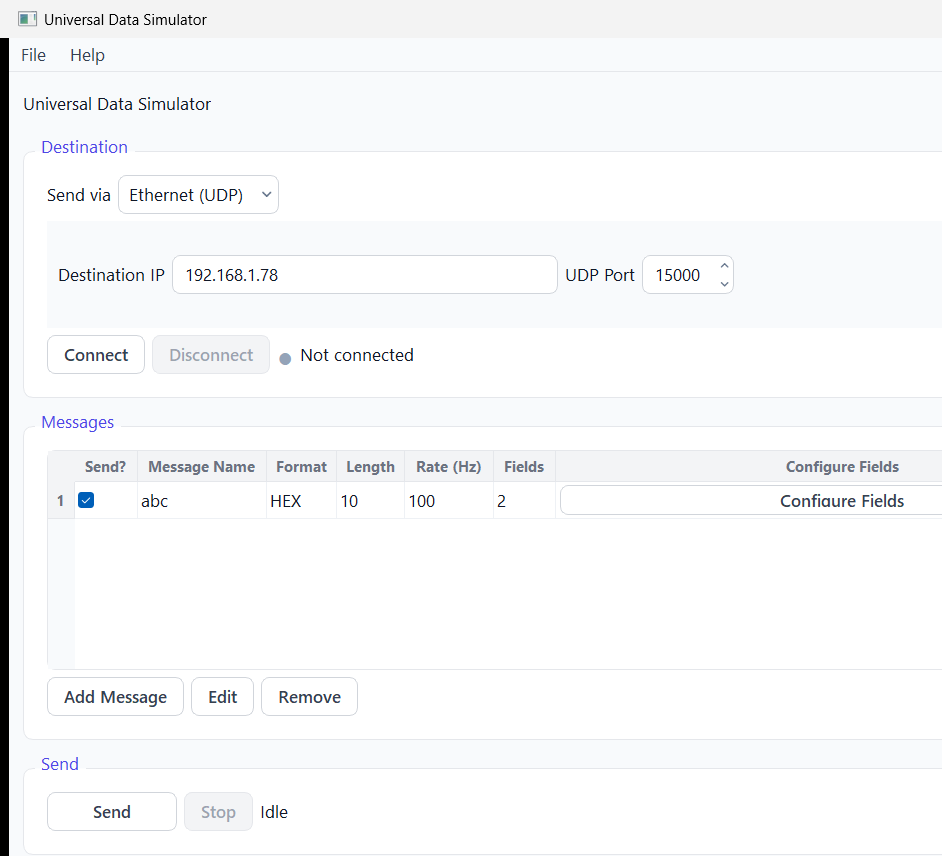 Universal Data Simulator
File Help
Universal Data Simulator
Destination
Send via Ethernet (UDP)
Destination IP 192.168.1.78 UDP Port 15000
Connect Disconnect Not connected
Messages
Send? Message Name Format Length Rate (Hz) Fields Configure Fields
1 abc HEX 10 100 2 Configure Fields
Add Message Edit Remove
Send
Send Stop Idle